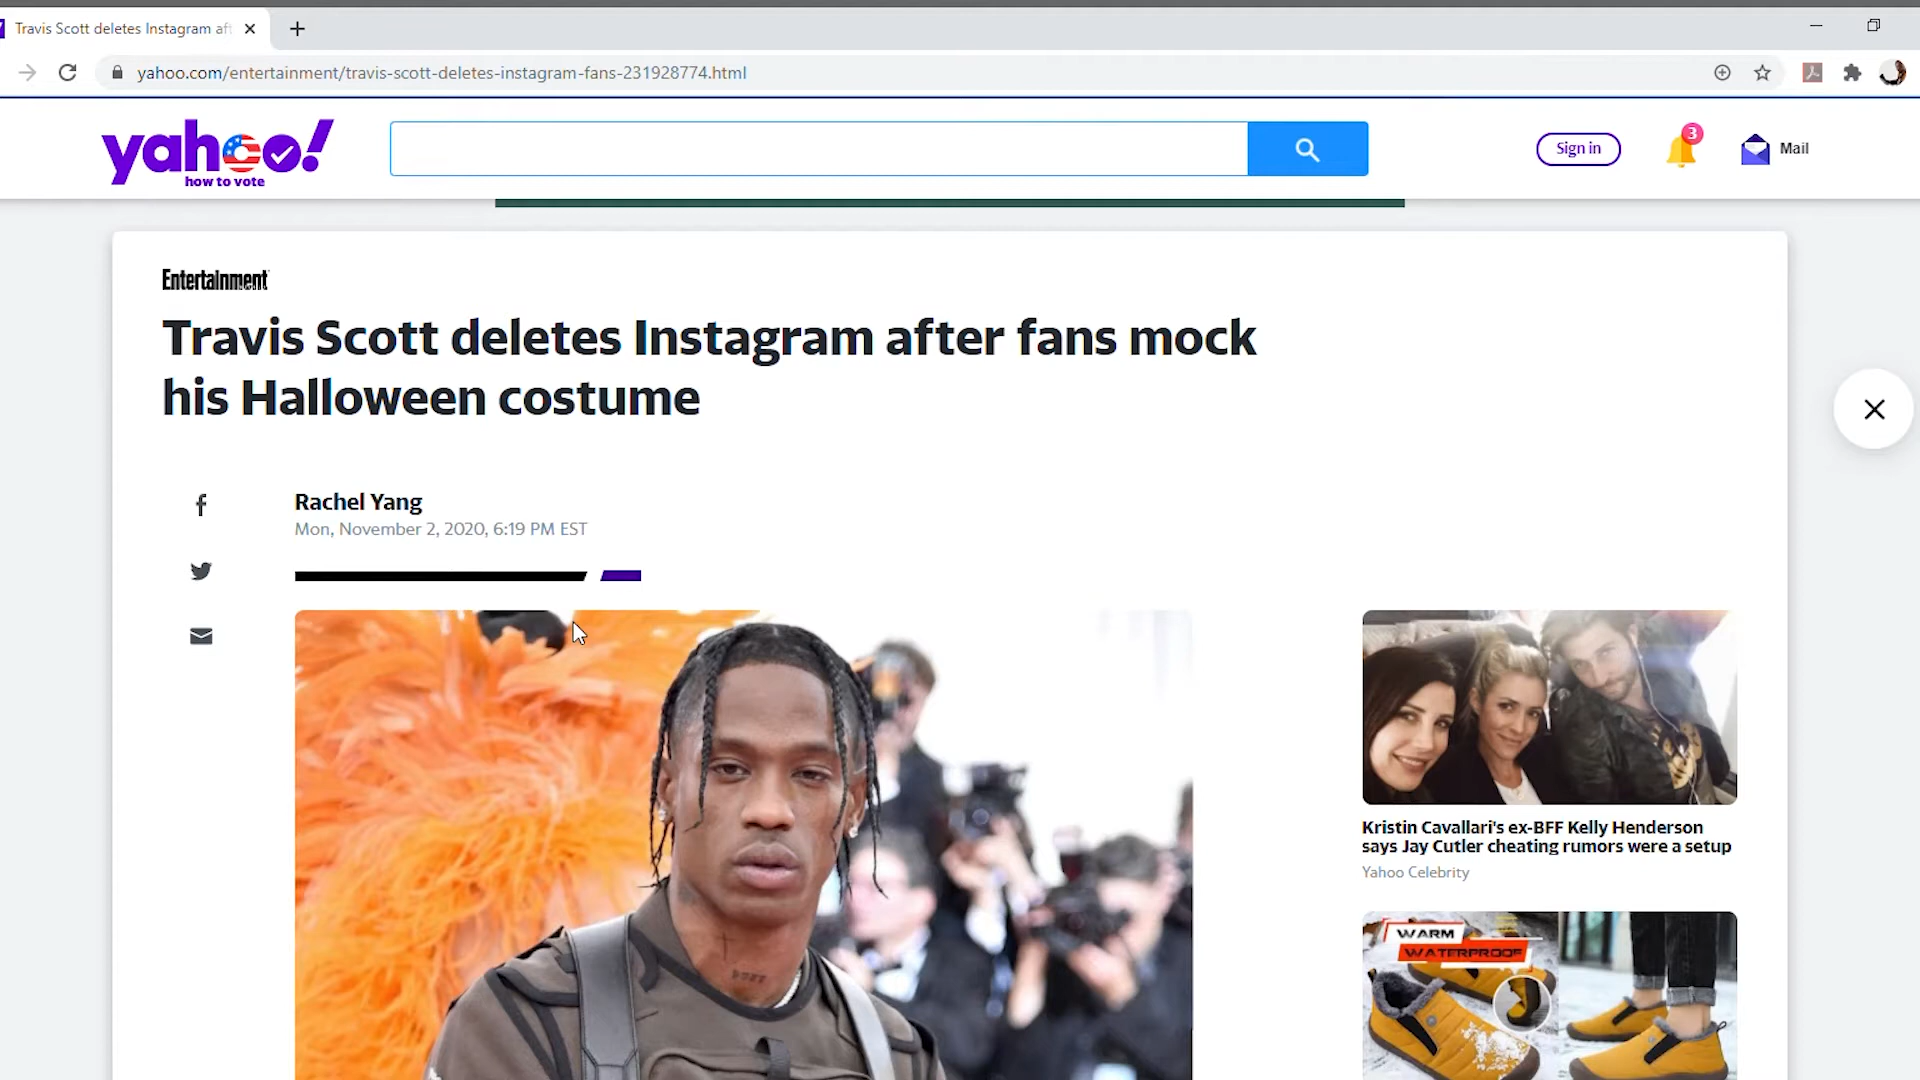 Travis Scott deletes Instagram aft
yahoo.com/entertainment/travis-scott-deletes-instagram-fans-231928774.html
yahoo!
how to vote
Sign in
3
Mail
Entertainment
Travis Scott deletes Instagram after fans mock
his Halloween costume
Rachel Yang
Mon, November 2, 2020, 6:19 PM EST
Kristin Cavallari's ex-BFF Kelly Henderson
says Jay Cutler cheating rumors were a setup
Yahoo Celebrity
WARM
WATERPROOF